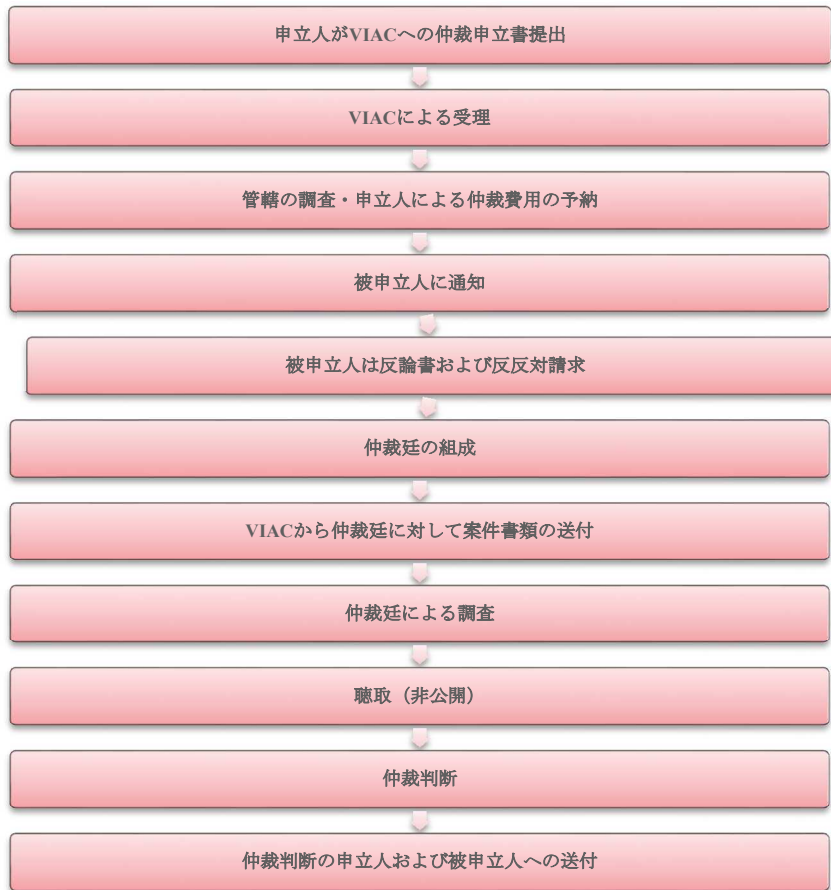 申立人がVIACへの仲裁申立書提出
VIACによる受理
管轄の調査・申立人による仲裁費用の予納
被申立人に通知
被申立人は反論書および反反対請求
仲裁廷の組成
VIACから仲裁廷に対して案件書類の送付
仲裁廷による調査
聴取（非公開）
仲裁判断
仲裁判断の申立人および被申立人への送付